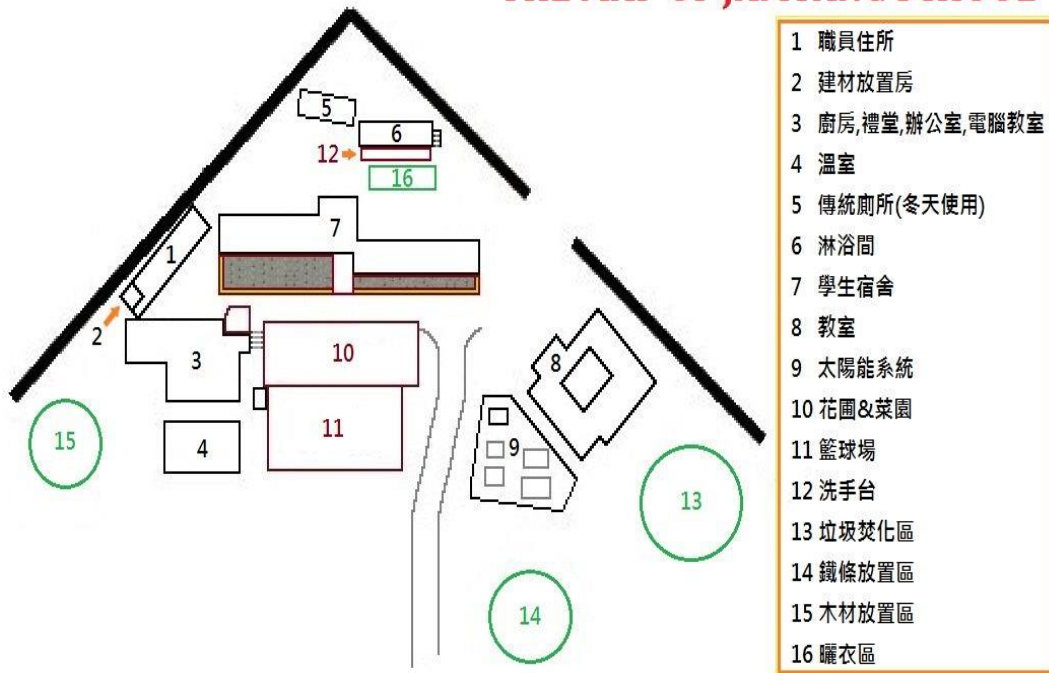 1 職員住所
2 建材放置房
3 廚房,禮堂,辦公室,電腦教室
4 溫室
5 傳統廁所(冬天使用)
6 淋浴間
7 學生宿舍
8 教室
9 太陽能系統
10 花圃&菜園
11 籃球場
12 洗手台
13 垃圾焚化區
14 鐵條放置區
15 木材放置區
16 曬衣區
5
6
12
16
7
1
2
3
10
8
4
11
9
15
13
14